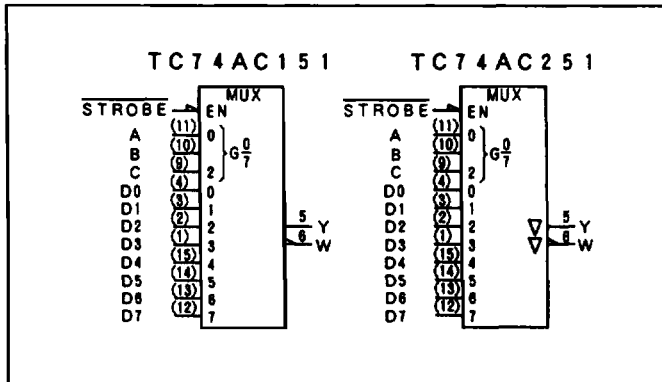 TC74AC151
MUX
STROBE EN
A (11) 0
B (10) G 0/7
C (9) 2
D0 (4) 0
D1 (3) 1
D2 (2) 2 5 Y
D3 (1) 3 6 W
D4 (15) 4
D5 (14) 5
D6 (13) 6
D7 (12) 7
TC74AC251
MUX
STROBE EN
A (11) 0
B (10) G 0/7
C (9) 2
D0 (4) 0
D1 (3) 1
D2 (2) 2 ▽ 5 Y
D3 (1) 3 ▽ 6 W
D4 (15) 4
D5 (14) 5
D6 (13) 6
D7 (12) 7